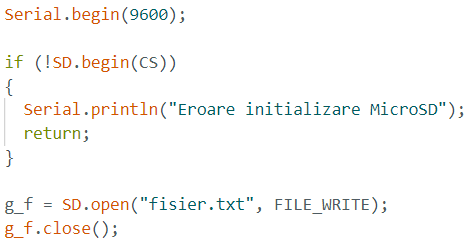 Serial.begin(9600);
if (!SD.begin(CS))
{
Serial.println("Eroare initializare MicroSD");
return;
}
g_f = SD.open("fisier.txt", FILE_WRITE);
g_f.close();